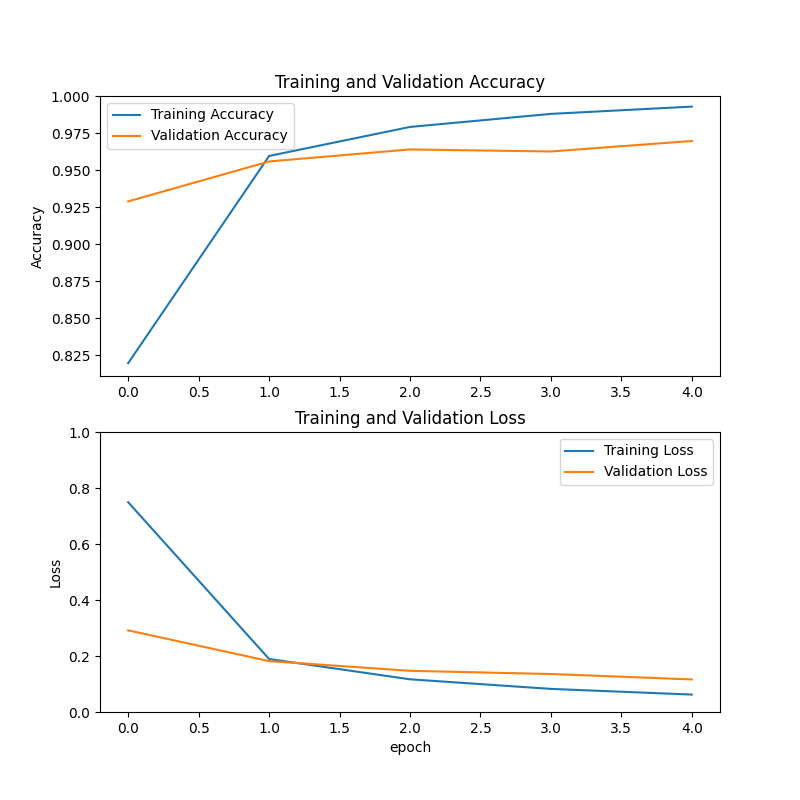 Training and Validation Accuracy
1.000
0.975
0.950
0.925
0.900
0.875
0.850
0.825
Accuracy
Training Accuracy
Validation Accuracy
0.0 0.5 1.0 1.5 2.0 2.5 3.0 3.5 4.0
Training and Validation Loss
1.0
0.8
0.6
0.4
0.2
0.0
Loss
Training Loss
Validation Loss
0.0 0.5 1.0 1.5 2.0 2.5 3.0 3.5 4.0
epoch